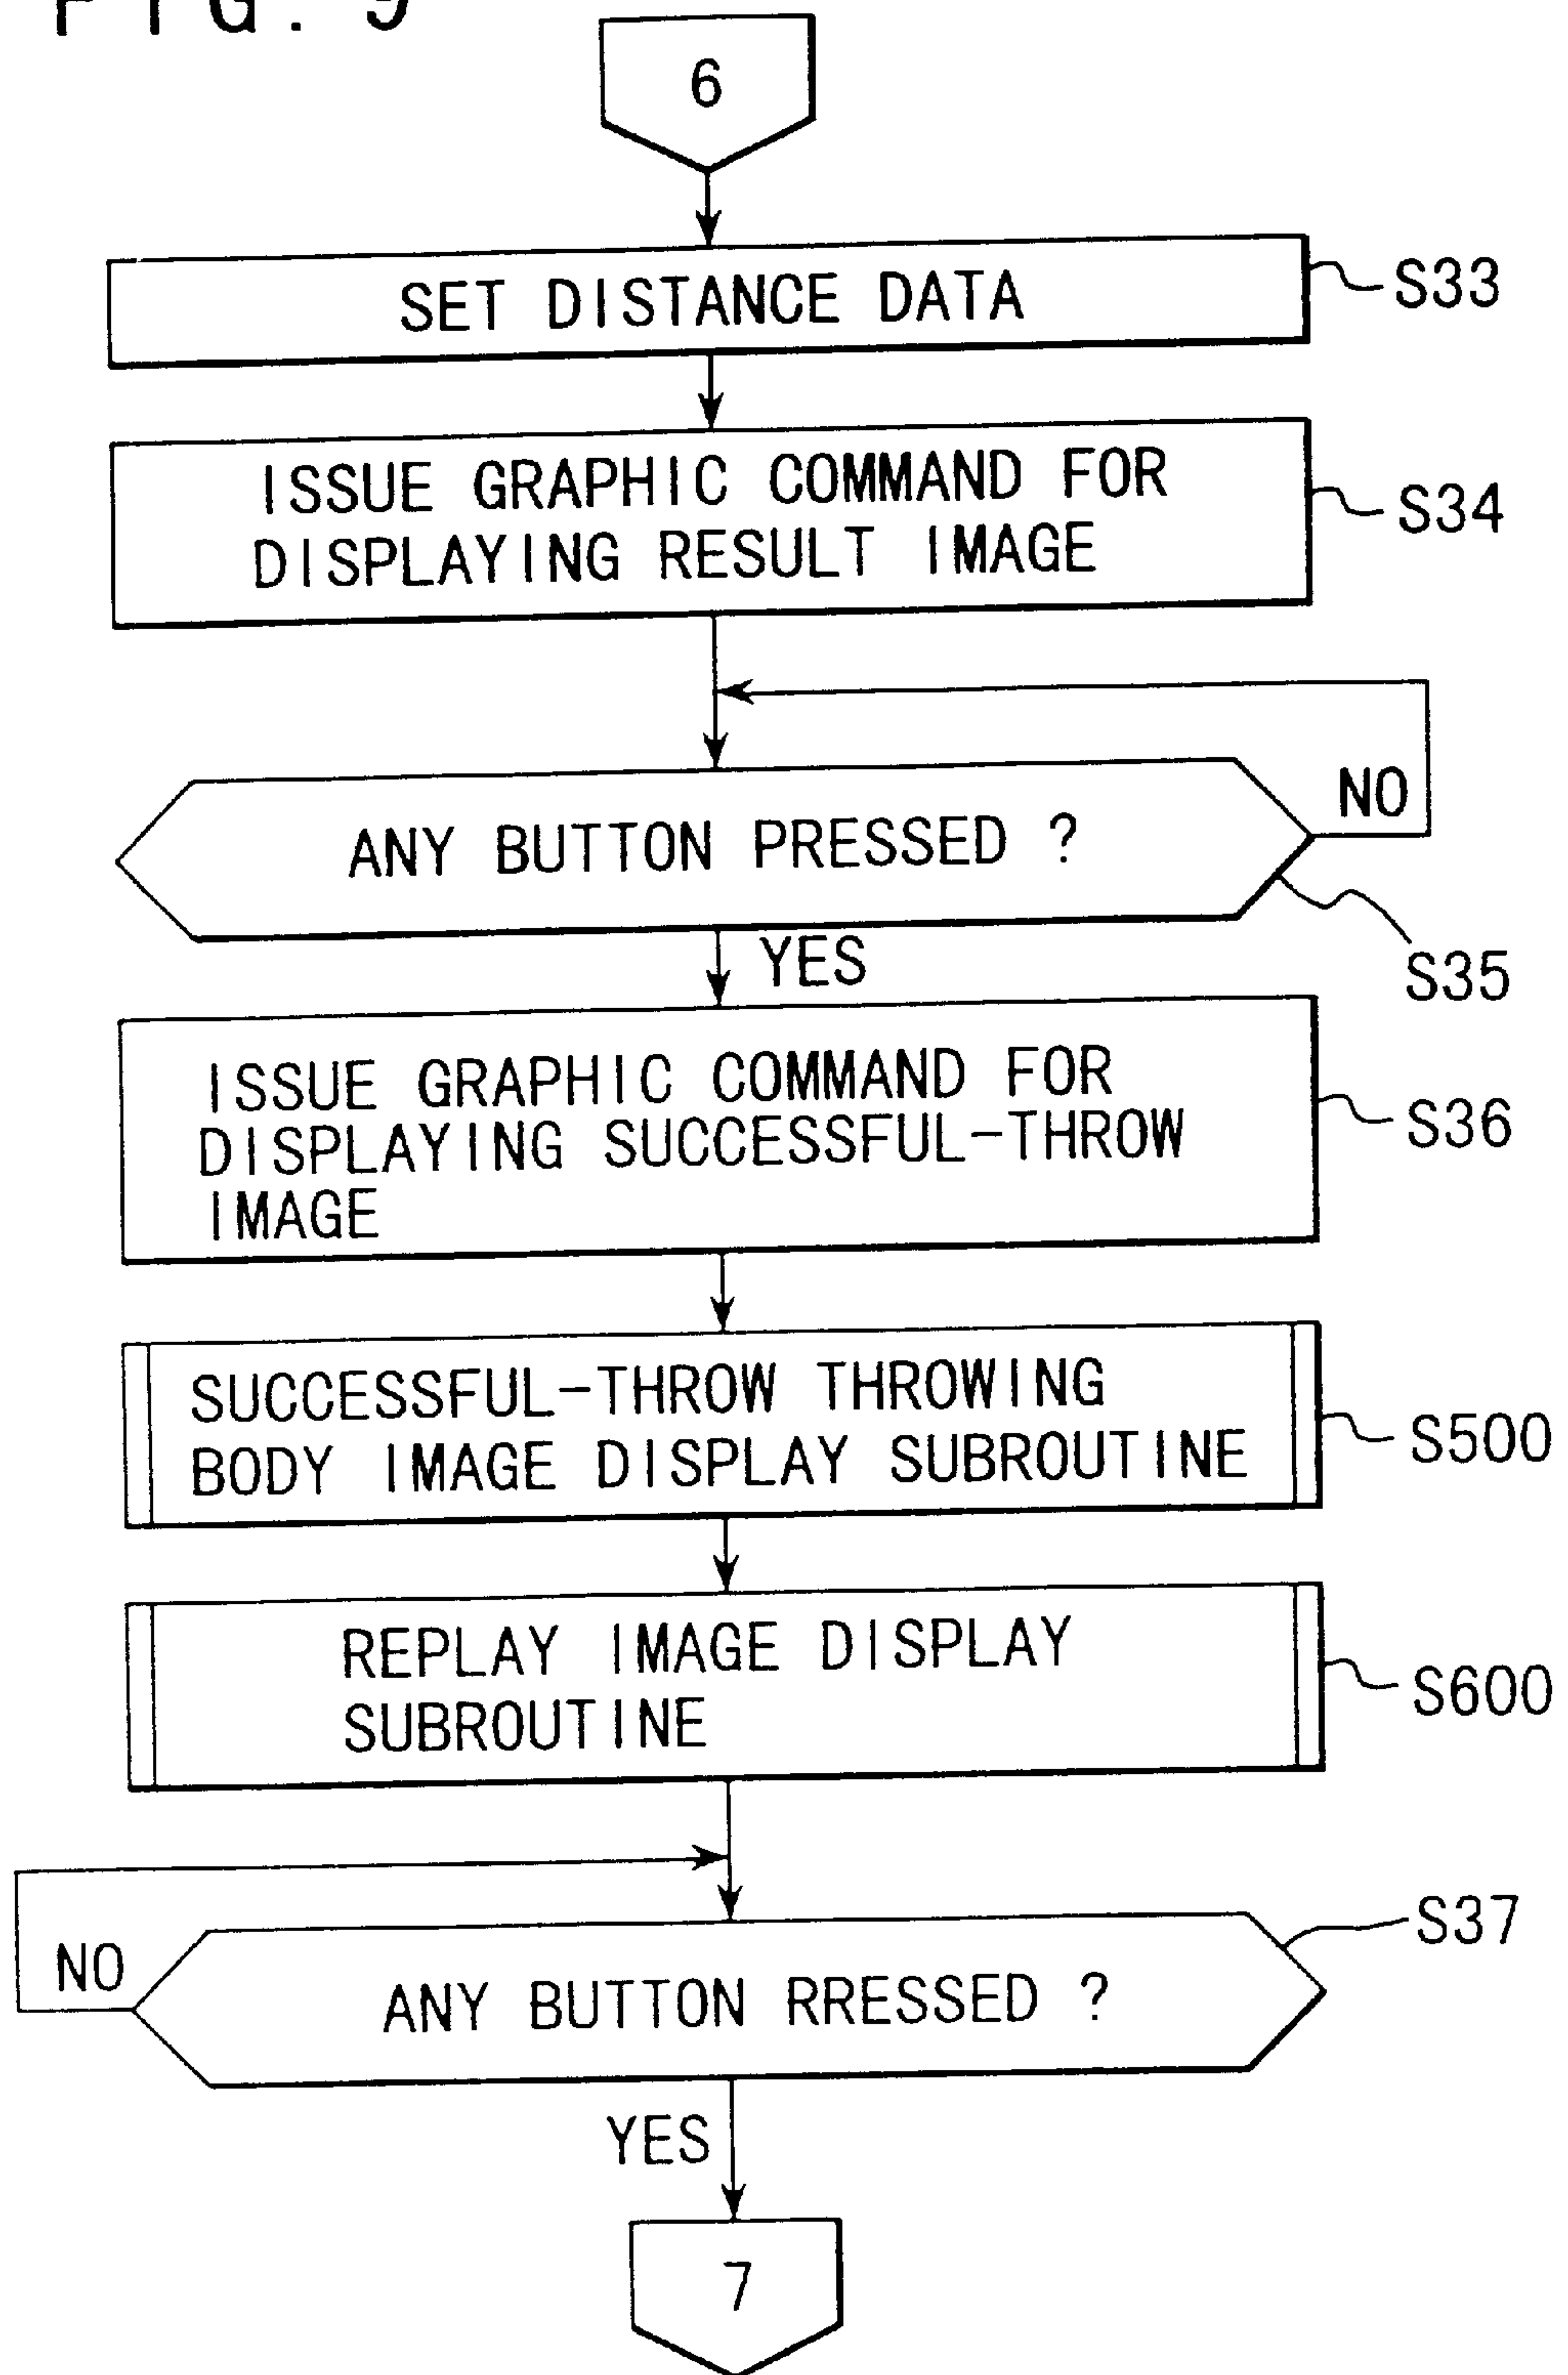 FIG. 9
6
SET DISTANCE DATA
S33
ISSUE GRAPHIC COMMAND FOR
DISPLAYING RESULT IMAGE
S34
NO
ANY BUTTON PRESSED ?
S35
YES
ISSUE GRAPHIC COMMAND FOR
DISPLAYING SUCCESSFUL-THROW
IMAGE
S36
SUCCESSFUL-THROW THROWING
BODY IMAGE DISPLAY SUBROUTINE
S500
REPLAY IMAGE DISPLAY
SUBROUTINE
S600
S37
NO
ANY BUTTON RRESSED ?
YES
7